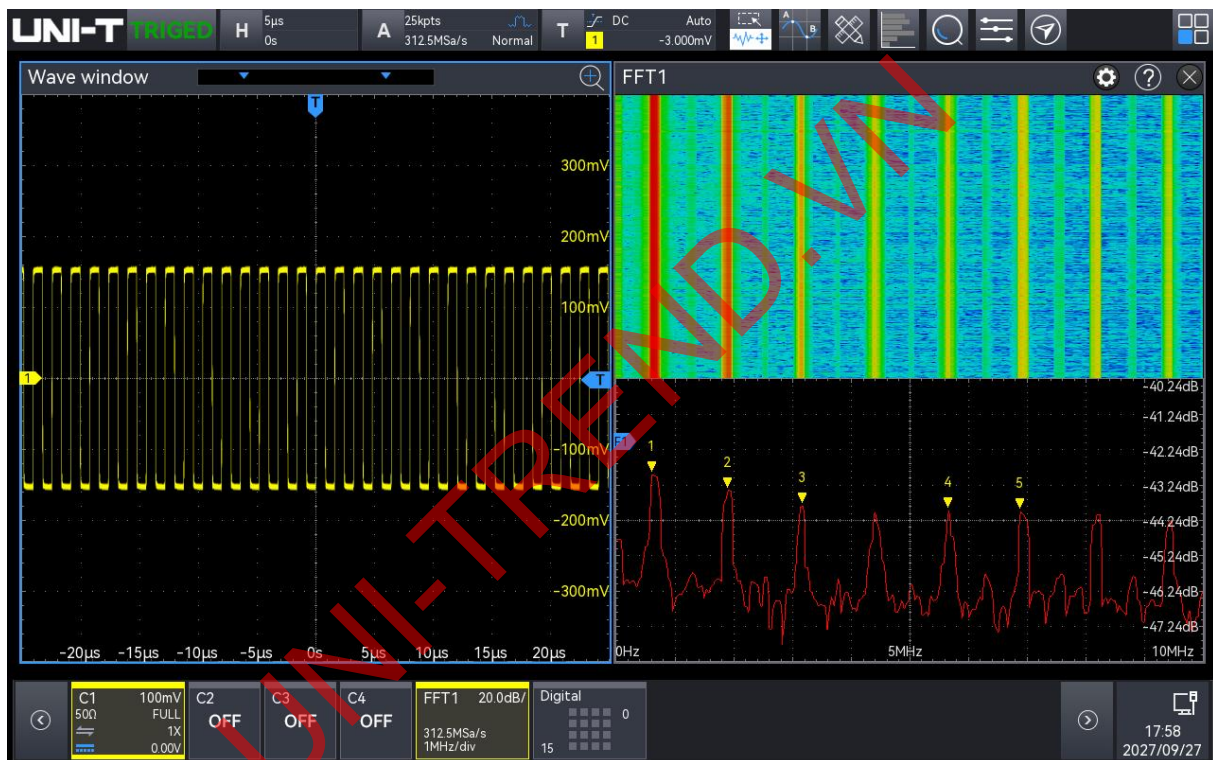 UNI-T TRIGED H 5µs 0s A 25kpts 312.5MSa/s Normal T DC 1 Auto -3.000mV A B
Wave window
FFT1
T
300mV
200mV
100mV
1
T
-100mV
-200mV
-300mV
-20µs -15µs -10µs -5µs 0s 5µs 10µs 15µs 20µs
-40.24dB
-41.24dB
-42.24dB
-43.24dB
-44.24dB
-45.24dB
-46.24dB
-47.24dB
1 2 3 4 5
0Hz 5MHz 10MHz
C1 100mV
50Ω FULL
1X
0.00V
C2
OFF
C3
OFF
C4
OFF
FFT1 20.0dB/
312.5MSa/s
1MHz/div
Digital
0
15
17:58
2027/09/27
UNI-TREND.VN